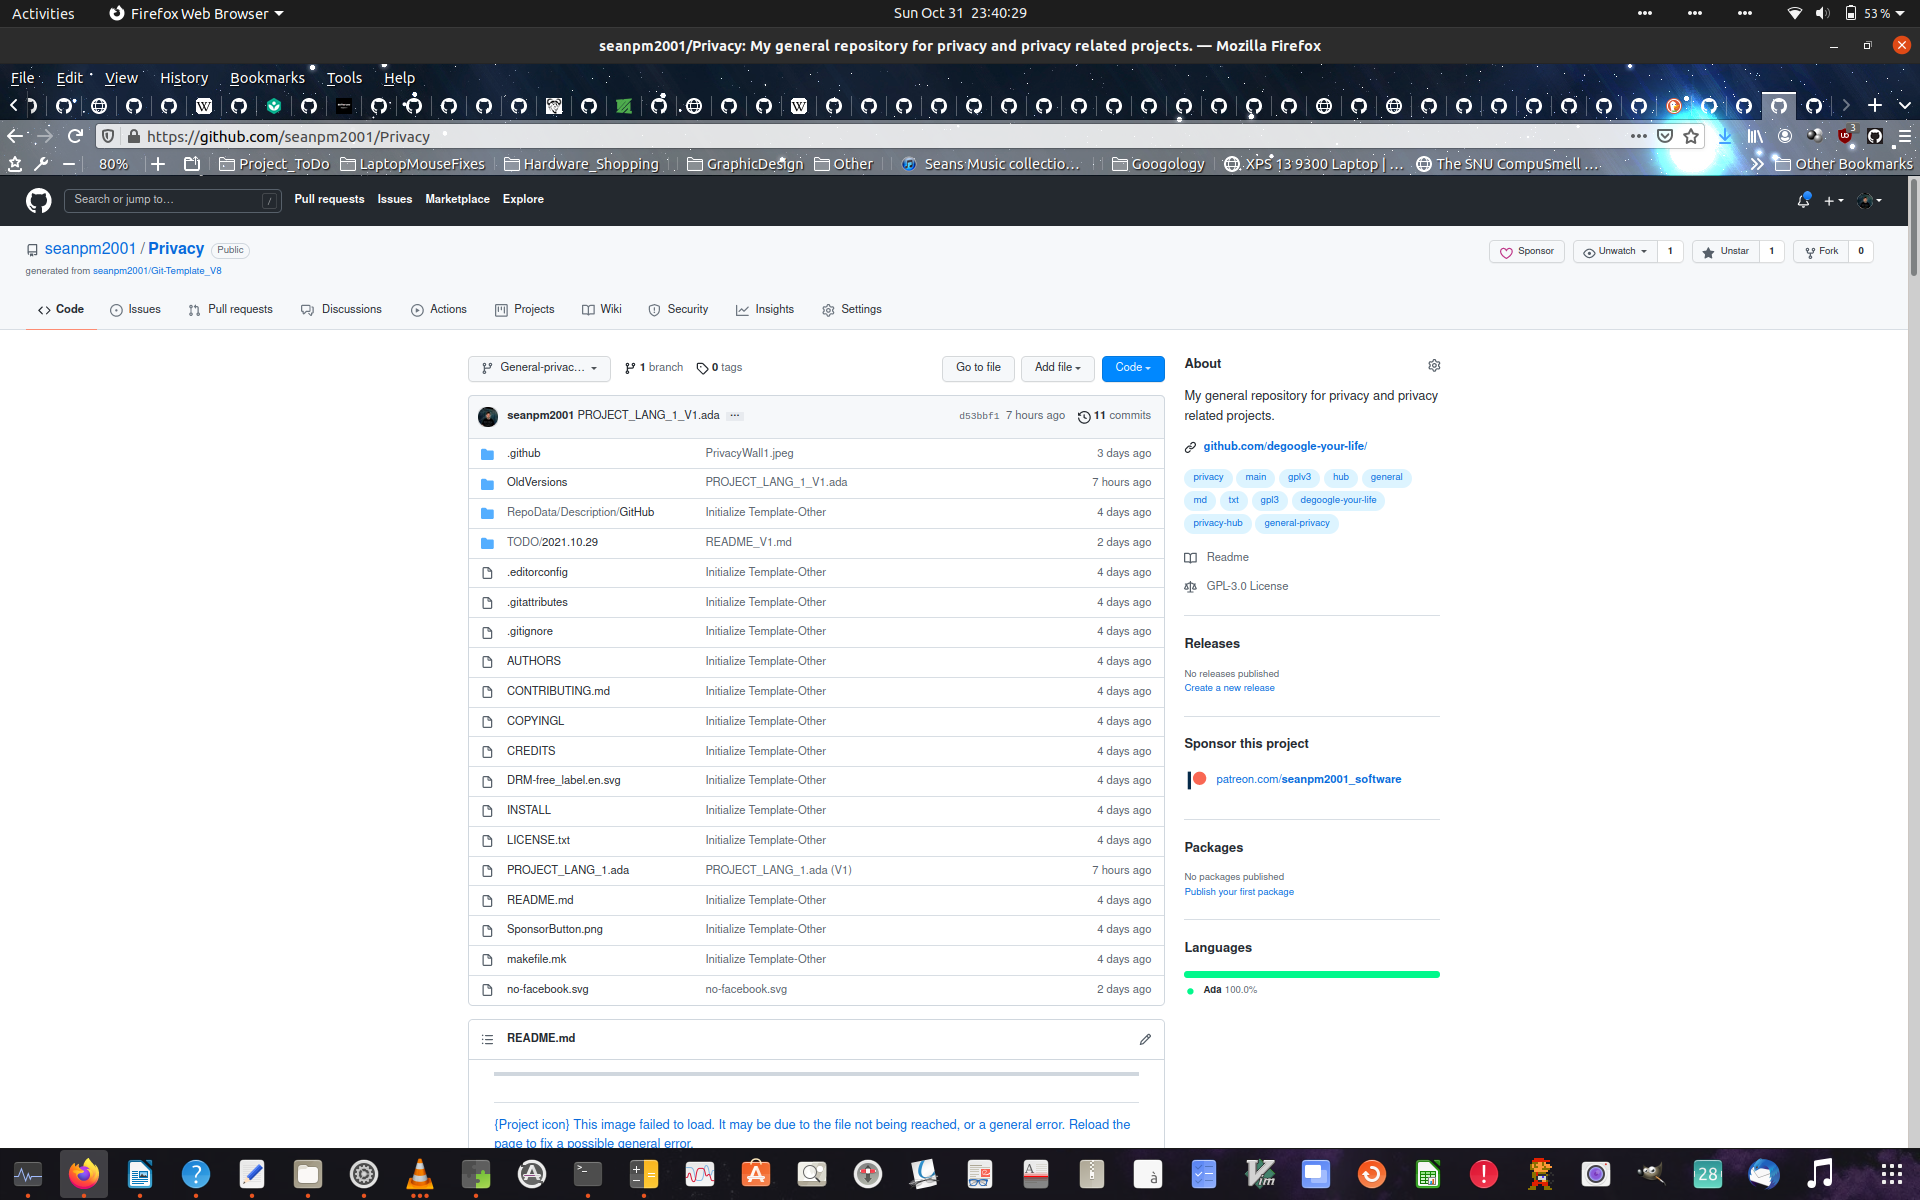 Activities Firefox Web Browser Sun Oct 31 23:40:29 53 %
seanpm2001/Privacy: My general repository for privacy and privacy related projects. — Mozilla Firefox
File Edit View History Bookmarks Tools Help
https://github.com/seanpm2001/Privacy
80% Project_ToDo LaptopMouseFixes Hardware_Shopping GraphicDesign Other Seans Music collectio… Googology XPS 13 9300 Laptop | … The SNU CompuSmell … Other Bookmarks
Search or jump to… / Pull requests Issues Marketplace Explore
seanpm2001 / Privacy Public Sponsor Unwatch 1 Unstar 1 Fork 0
generated from seanpm2001/Git-Template_V8
Code Issues Pull requests Discussions Actions Projects Wiki Security Insights Settings
General-privac… 1 branch 0 tags Go to file Add file Code
seanpm2001 PROJECT_LANG_1_V1.ada … d53bbf1 7 hours ago 11 commits
.github PrivacyWall1.jpeg 3 days ago
OldVersions PROJECT_LANG_1_V1.ada 7 hours ago
RepoData/Description/GitHub Initialize Template-Other 4 days ago
TODO/2021.10.29 README_V1.md 2 days ago
.editorconfig Initialize Template-Other 4 days ago
.gitattributes Initialize Template-Other 4 days ago
.gitignore Initialize Template-Other 4 days ago
AUTHORS Initialize Template-Other 4 days ago
CONTRIBUTING.md Initialize Template-Other 4 days ago
COPYINGL Initialize Template-Other 4 days ago
CREDITS Initialize Template-Other 4 days ago
DRM-free_label.en.svg Initialize Template-Other 4 days ago
INSTALL Initialize Template-Other 4 days ago
LICENSE.txt Initialize Template-Other 4 days ago
PROJECT_LANG_1.ada PROJECT_LANG_1.ada (V1) 7 hours ago
README.md Initialize Template-Other 4 days ago
SponsorButton.png Initialize Template-Other 4 days ago
makefile.mk Initialize Template-Other 4 days ago
no-facebook.svg no-facebook.svg 2 days ago
README.md
{Project icon} This image failed to load. It may be due to the file not being reached, or a general error. Reload the
page to fix a possible general error.
About
My general repository for privacy and privacy
related projects.
github.com/degoogle-your-life/
privacy main gplv3 hub general
md txt gpl3 degoogle-your-life
privacy-hub general-privacy
Readme
GPL-3.0 License
Releases
No releases published
Create a new release
Sponsor this project
patreon.com/seanpm2001_software
Packages
No packages published
Publish your first package
Languages
Ada 100.0%
28